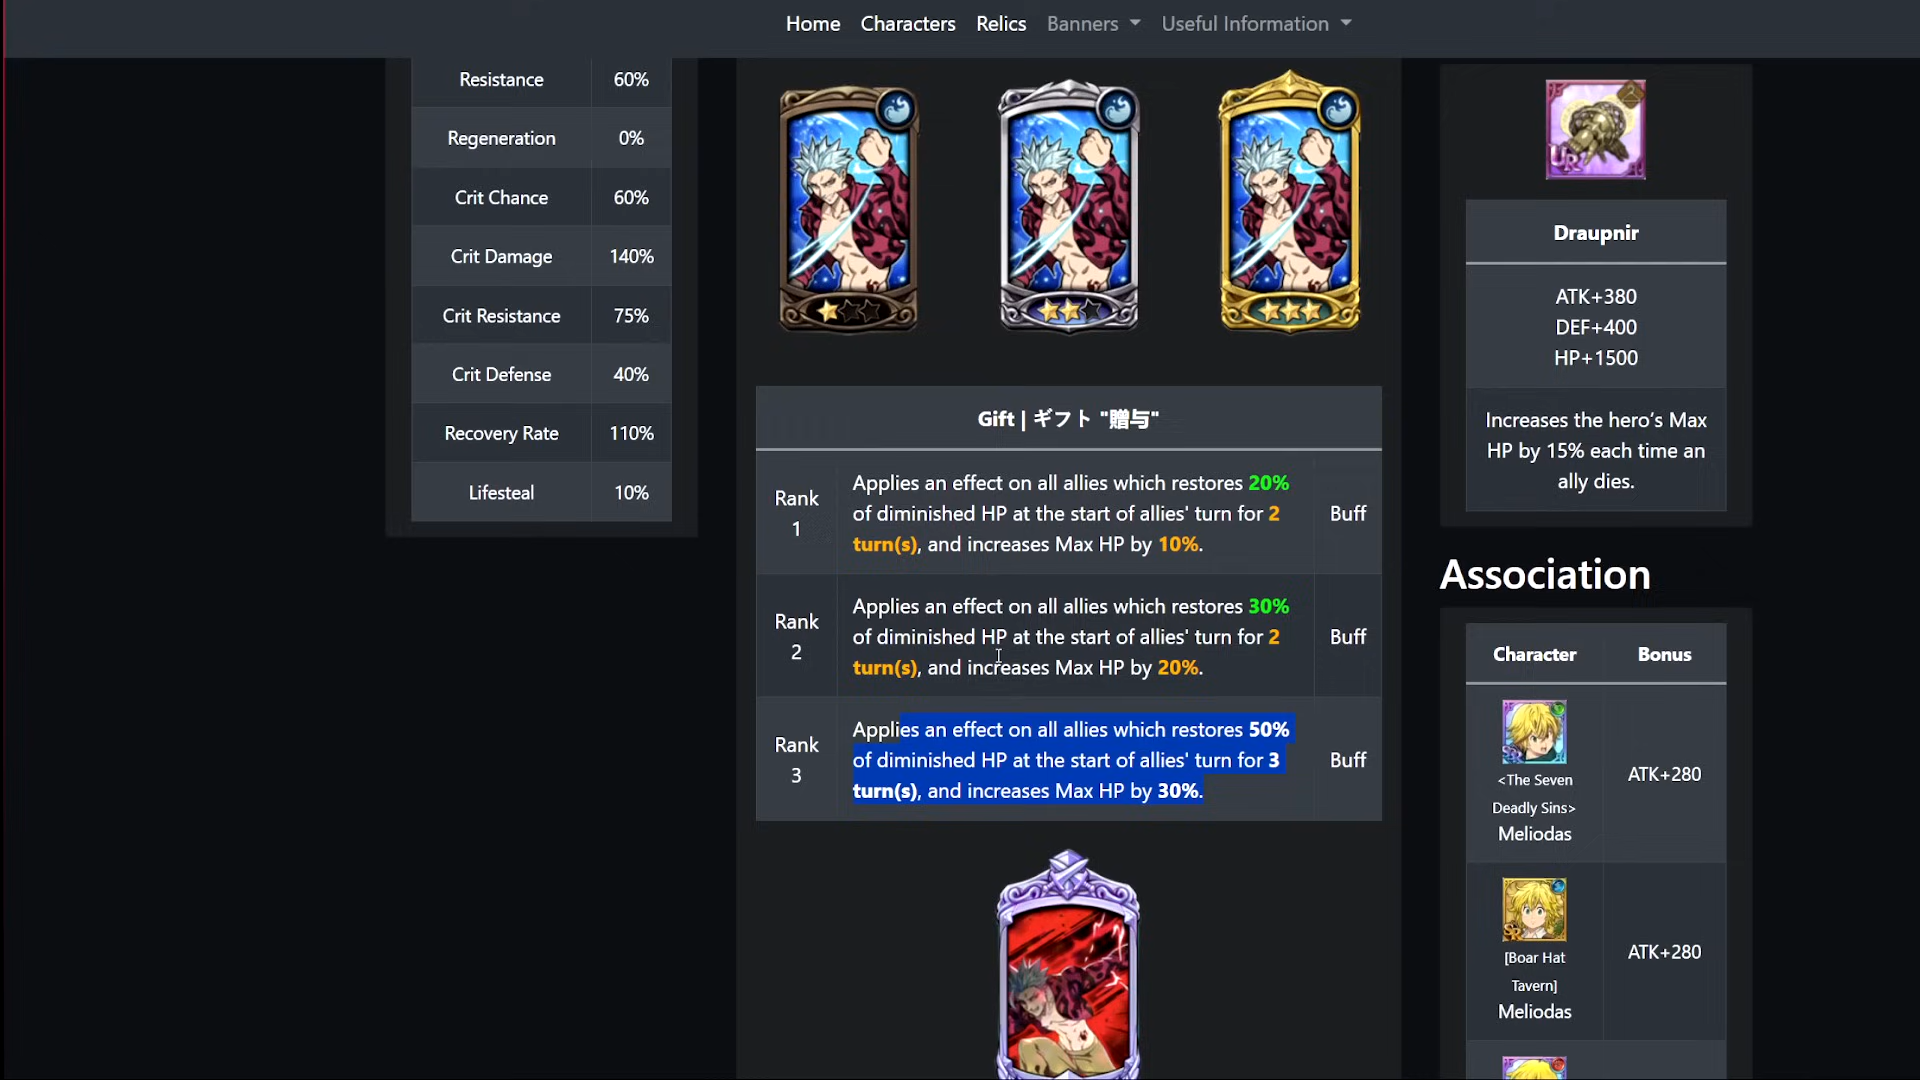 Home Characters Relics Banners Useful Information
Resistance 60%
Regeneration 0%
Crit Chance 60%
Crit Damage 140%
Crit Resistance 75%
Crit Defense 40%
Recovery Rate 110%
Lifesteal 10%
Gift | ギフト "贈与"
Rank 1
Applies an effect on all allies which restores 20%
of diminished HP at the start of allies' turn for 2
turn(s), and increases Max HP by 10%.
Buff
Rank 2
Applies an effect on all allies which restores 30%
of diminished HP at the start of allies' turn for 2
turn(s), and increases Max HP by 20%.
Buff
Rank 3
Applies an effect on all allies which restores 50%
of diminished HP at the start of allies' turn for 3
turn(s), and increases Max HP by 30%.
Buff
UR
Draupnir
ATK+380
DEF+400
HP+1500
Increases the hero's Max
HP by 15% each time an
ally dies.
Association
Character Bonus
<The Seven
Deadly Sins>
Meliodas
ATK+280
SR
[Boar Hat
Tavern]
Meliodas
ATK+280